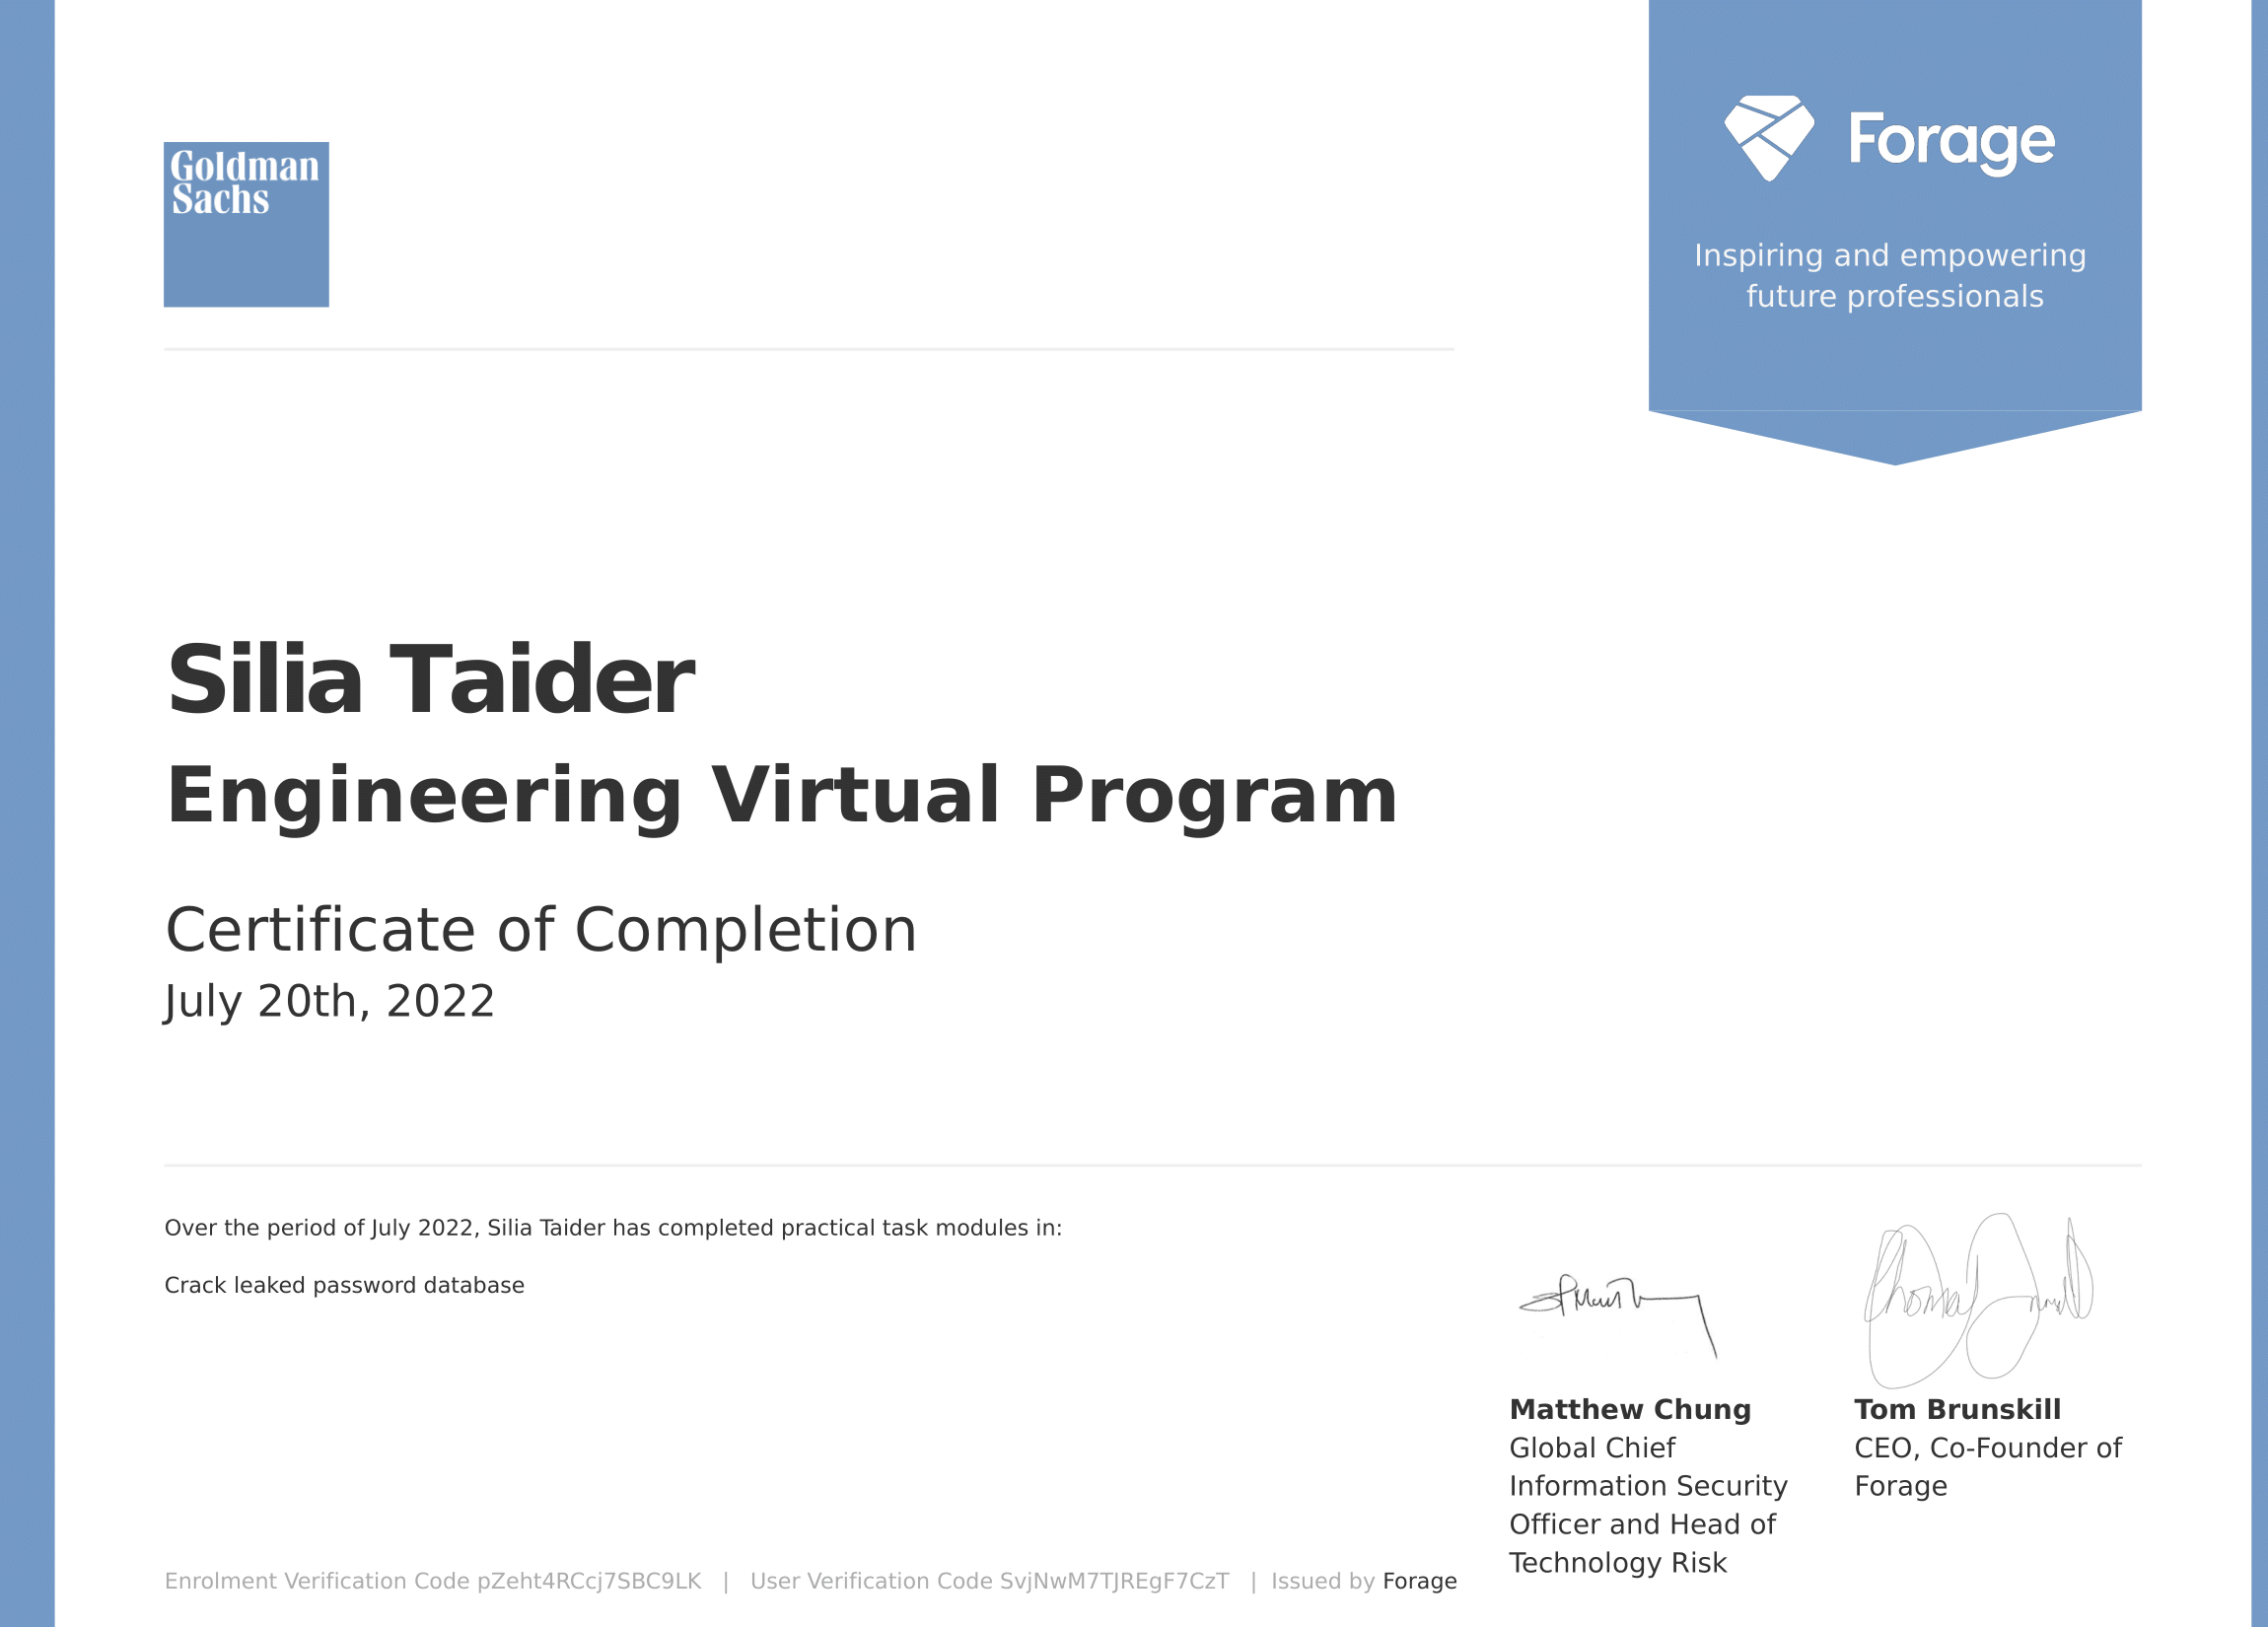 Goldman
Sachs
Forage
Inspiring and empowering
future professionals
Silia Taider
Engineering Virtual Program
Certificate of Completion
July 20th, 2022
Over the period of July 2022, Silia Taider has completed practical task modules in:
Crack leaked password database
Matthew Chung
Global Chief
Information Security
Officer and Head of
Technology Risk
Tom Brunskill
CEO, Co-Founder of
Forage
Enrolment Verification Code pZeht4RCcj7SBC9LK | User Verification Code SvjNwM7TJREgF7CzT | Issued by Forage